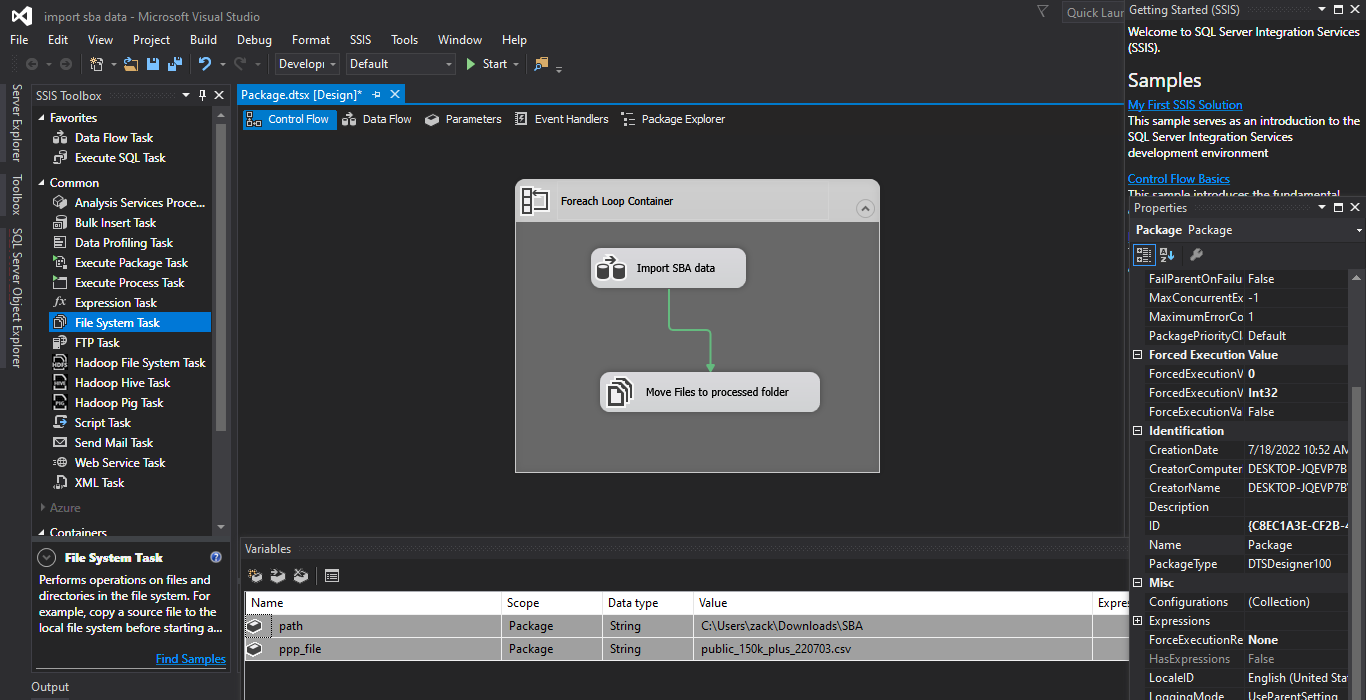 import sba data - Microsoft Visual Studio
Quick Laun
File Edit View Project Build Debug Format SSIS Tools Window Help
Developi Default Start
Server Explorer
Toolbox
SQL Server Object Explorer
SSIS Toolbox
Favorites
Data Flow Task
Execute SQL Task
Common
Analysis Services Proce...
Bulk Insert Task
Data Profiling Task
Execute Package Task
Execute Process Task
Expression Task
File System Task
FTP Task
Hadoop File System Task
Hadoop Hive Task
Hadoop Pig Task
Script Task
Send Mail Task
Web Service Task
XML Task
Azure
Containers
File System Task
Performs operations on files and
directories in the file system. For
example, copy a source file to the
local file system before starting a...
Find Samples
Output
Package.dtsx [Design]*
Control Flow Data Flow Parameters Event Handlers Package Explorer
Foreach Loop Container
Import SBA data
Move Files to processed folder
Variables
Name Scope Data type Value Expres
path Package String C:\Users\zack\Downloads\SBA
ppp_file Package String public_150k_plus_220703.csv
Getting Started (SSIS)
Welcome to SQL Server Integration Services
(SSIS).
Samples
My First SSIS Solution
This sample serves as an introduction to the
SQL Server Integration Services
development environment
Control Flow Basics
This sample introduces the fundamental
Properties
Package Package
FailParentOnFailu False
MaxConcurrentEx -1
MaximumErrorCo 1
PackagePriorityCl Default
Forced Execution Value
ForcedExecutionV 0
ForcedExecutionV Int32
ForceExecutionVa False
Identification
CreationDate 7/18/2022 10:52 AM
CreatorComputer DESKTOP-JQEVP7B
CreatorName DESKTOP-JQEVP7B
Description
ID {C8EC1A3E-CF2B-4
Name Package
PackageType DTSDesigner100
Misc
Configurations (Collection)
Expressions
ForceExecutionRe None
HasExpressions False
LocaleID English (United Sta
LoggingMode UseParentSetting